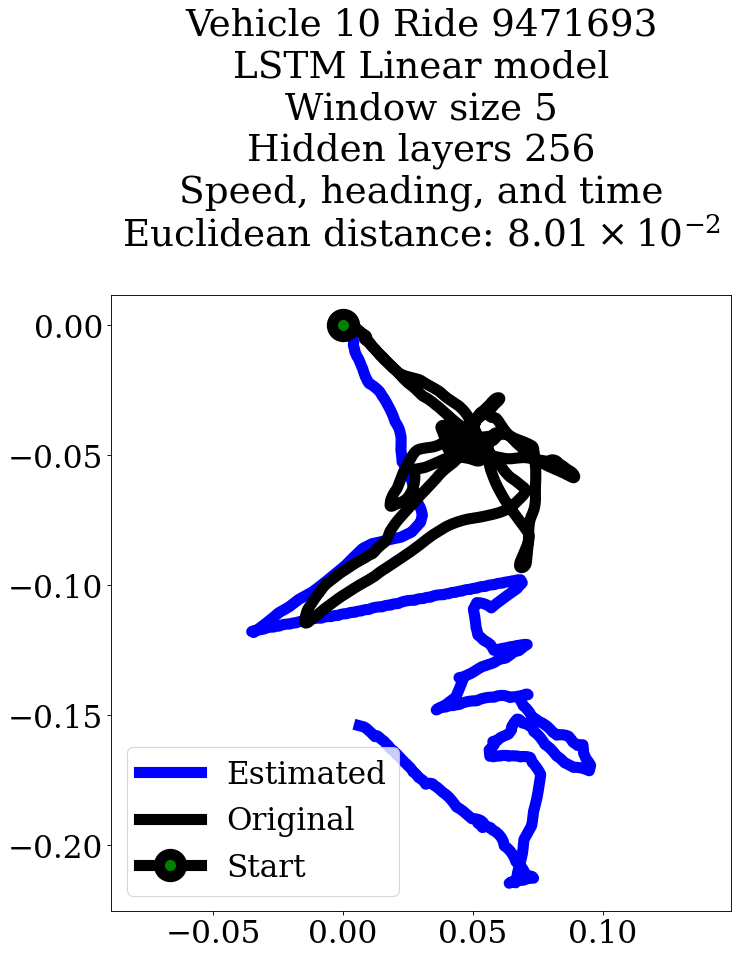 Vehicle 10 Ride 9471693
LSTM Linear model
Window size 5
Hidden layers 256
Speed, heading, and time
Euclidean distance: 8.01 × 10⁻²
0.00
−0.05
−0.10
−0.15
−0.20
Estimated
Original
Start
−0.05 0.00 0.05 0.10